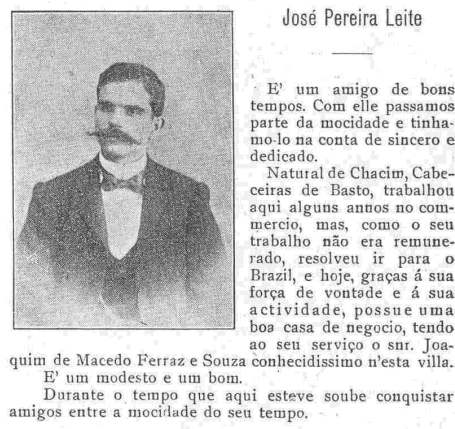 José Pereira Leite
E' um amigo de bons
tempos. Com elle passamos
parte da mocidade e tinha-
mo-lo na conta de sincero e
dedicado.
Natural de Chacim, Cabe-
ceiras de Basto, trabalhou
aqui alguns annos no com-
mercio, mas, como o seu
trabalho não era remune-
rado, resolveu ir para o
Brazil, e hoje, graças á sua
força de vontade e á sua
actividade, possue uma
boa casa de negocio, tendo
ao seu serviço o snr. Joa-
quim de Macedo Ferraz e Souza conhecidissimo n'esta villa.
E' um modesto e um bom.
Durante o tempo que aqui esteve soube conquistar
amigos entre a mocidade do seu tempo.